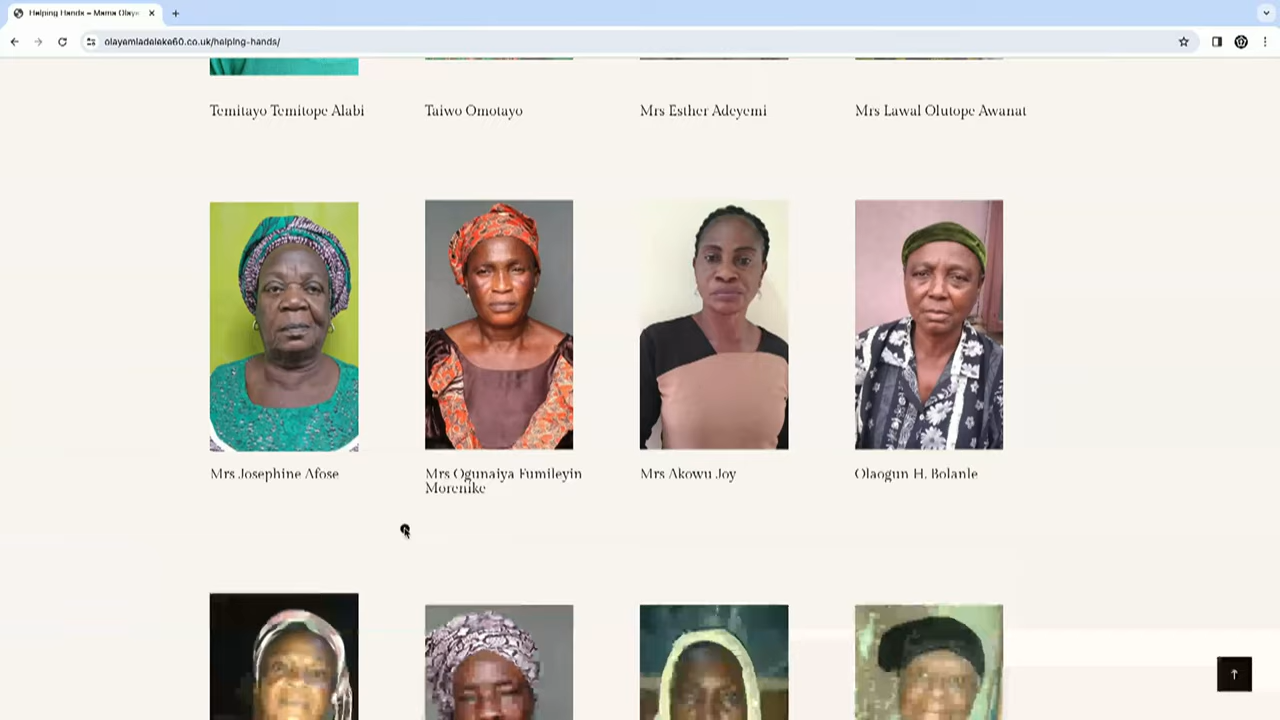 Helping Hands – Mama Olaye
olayemiadeleke60.co.uk/helping-hands/
Temitayo Temitope Alabi
Taiwo Omotayo
Mrs Esther Adeyemi
Mrs Lawal Olutope Awanat
Mrs Josephine Afose
Mrs Ogunaiya Fumileyin
Morenike
Mrs Akowu Joy
Olaogun H. Bolanle